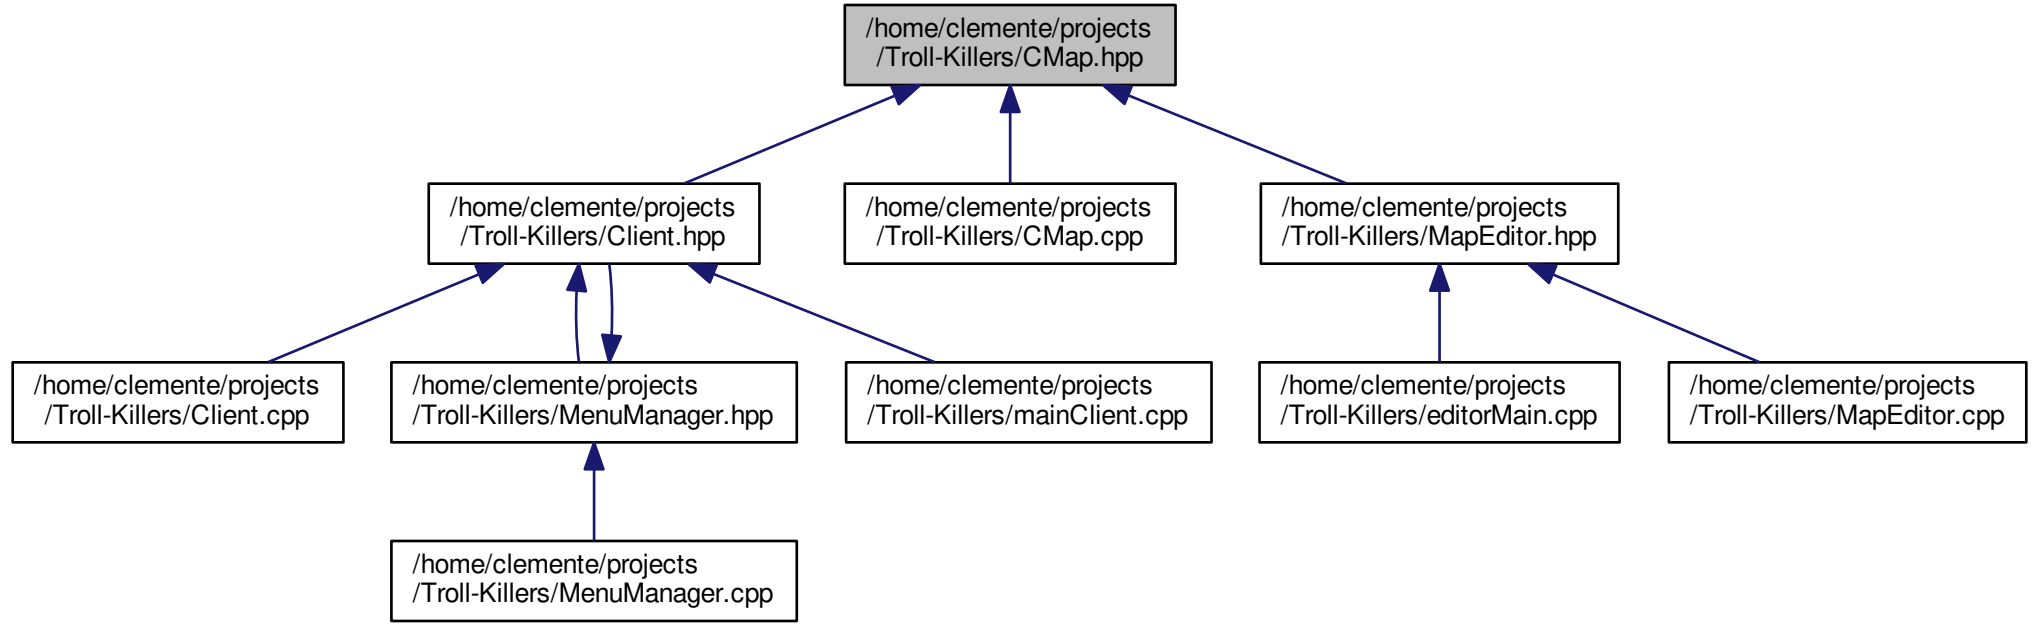 /home/clemente/projects
/Troll-Killers/CMap.hpp
/home/clemente/projects
/Troll-Killers/Client.hpp
/home/clemente/projects
/Troll-Killers/CMap.cpp
/home/clemente/projects
/Troll-Killers/MapEditor.hpp
/home/clemente/projects
/Troll-Killers/Client.cpp
/home/clemente/projects
/Troll-Killers/MenuManager.hpp
/home/clemente/projects
/Troll-Killers/mainClient.cpp
/home/clemente/projects
/Troll-Killers/editorMain.cpp
/home/clemente/projects
/Troll-Killers/MapEditor.cpp
/home/clemente/projects
/Troll-Killers/MenuManager.cpp